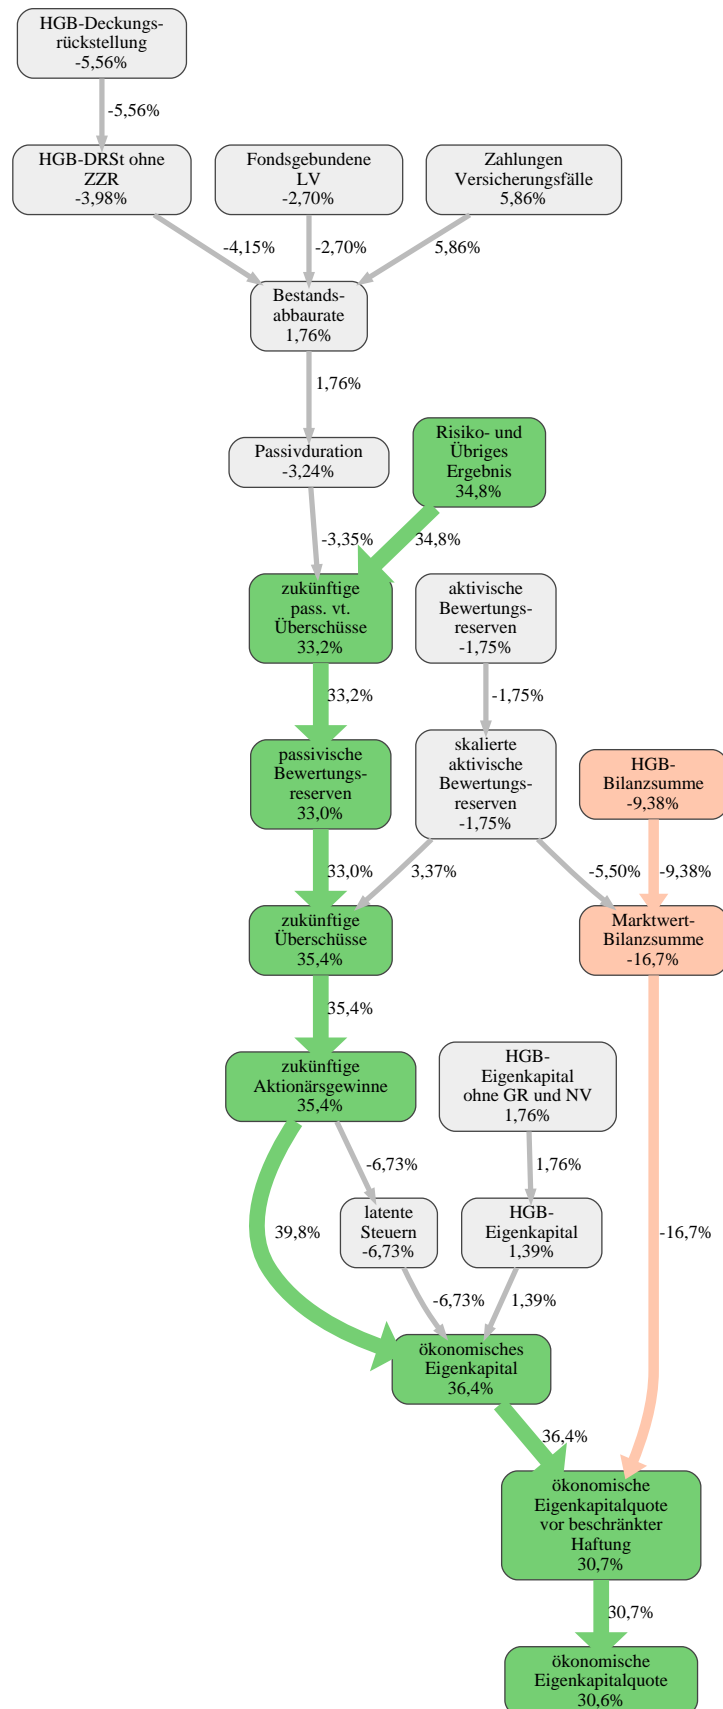 HGB-Deckungs-
rückstellung
-5,56%
-5,56%
HGB-DRSt ohne
ZZR
-3,98%
Fondsgebundene
LV
-2,70%
Zahlungen
Versicherungsfälle
5,86%
-4,15%
-2,70%
5,86%
Bestands-
abbaurate
1,76%
1,76%
Passivduration
-3,24%
Risiko- und
Übriges
Ergebnis
34,8%
-3,35%
34,8%
zukünftige
pass. vt.
Überschüsse
33,2%
aktivische
Bewertungs-
reserven
-1,75%
33,2%
-1,75%
passivische
Bewertungs-
reserven
33,0%
skalierte
aktivische
Bewertungs-
reserven
-1,75%
HGB-
Bilanzsumme
-9,38%
33,0%
3,37%
-5,50%
-9,38%
zukünftige
Überschüsse
35,4%
Marktwert-
Bilanzsumme
-16,7%
35,4%
zukünftige
Aktionärsgewinne
35,4%
HGB-
Eigenkapital
ohne GR und NV
1,76%
-6,73%
1,76%
39,8%
latente
Steuern
-6,73%
HGB-
Eigenkapital
1,39%
-16,7%
-6,73%
1,39%
ökonomisches
Eigenkapital
36,4%
36,4%
ökonomische
Eigenkapitalquote
vor beschränkter
Haftung
30,7%
30,7%
ökonomische
Eigenkapitalquote
30,6%